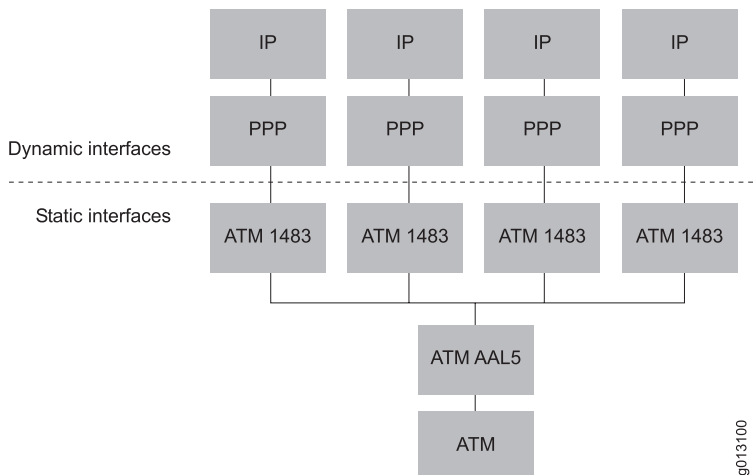 IP IP IP IP
PPP PPP PPP PPP
Dynamic interfaces
Static interfaces
ATM 1483 ATM 1483 ATM 1483 ATM 1483
ATM AAL5
ATM
g013100